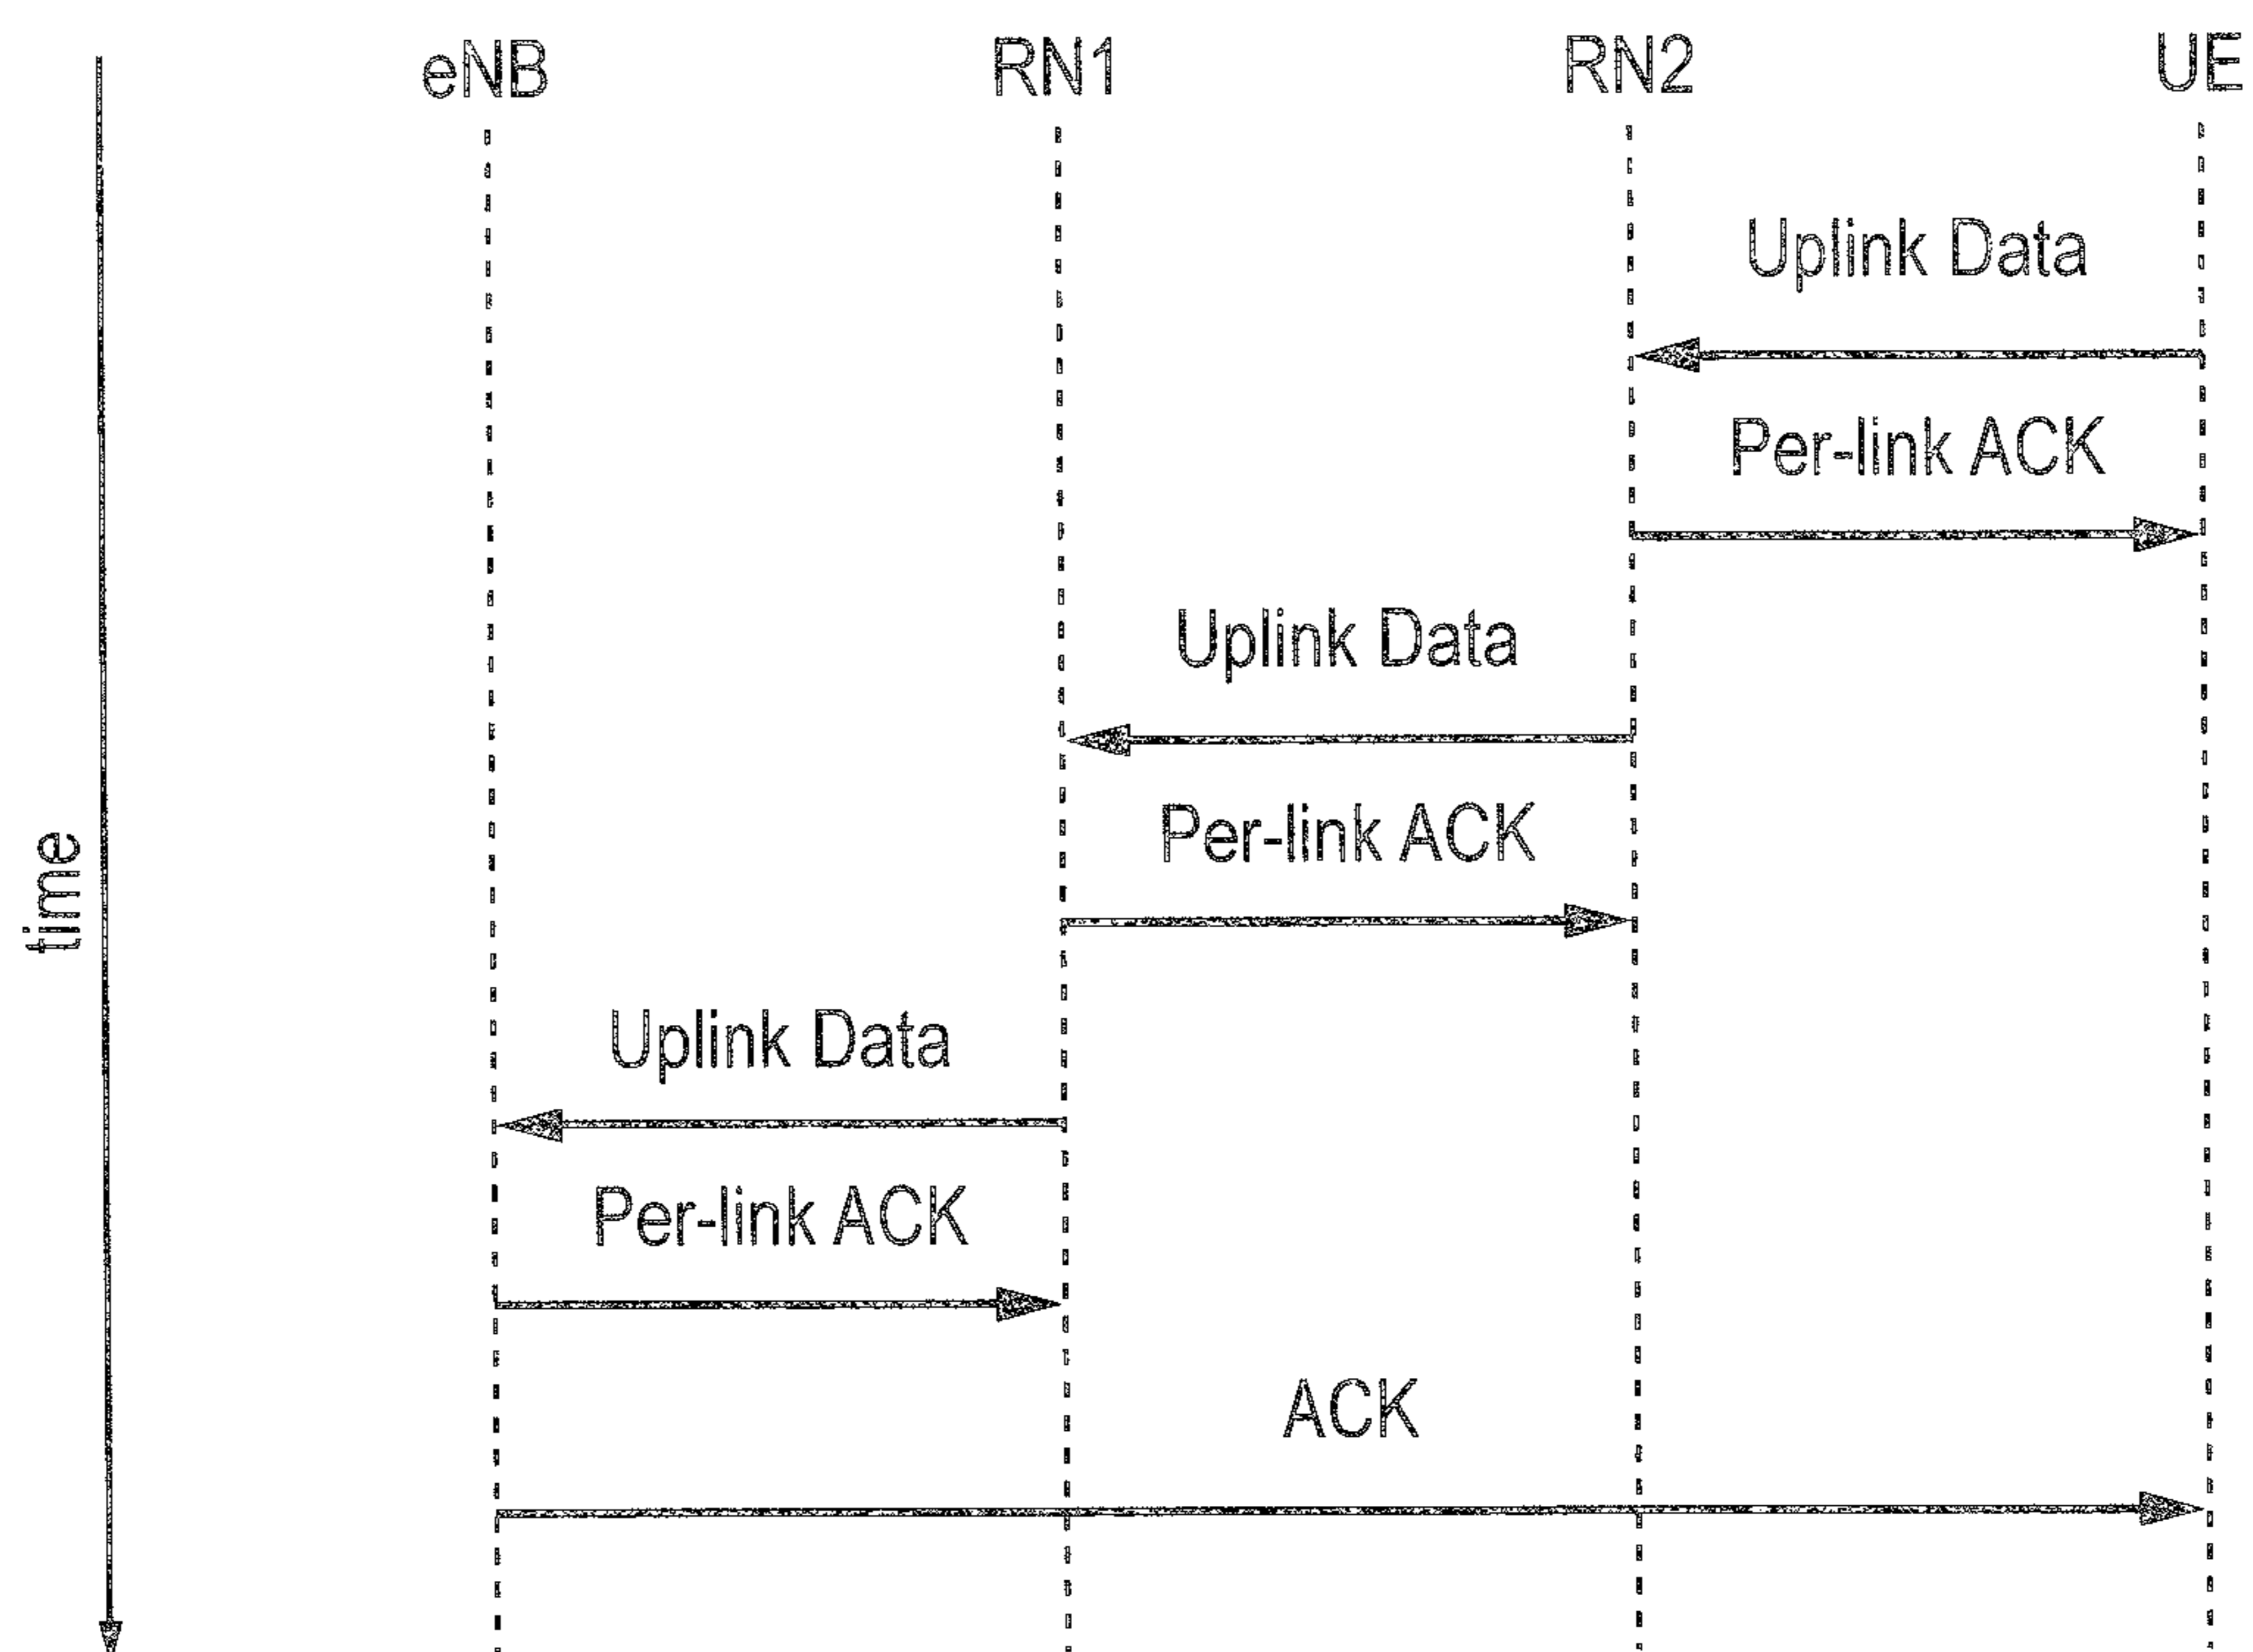 eNB RN1 RN2 UE
Uplink Data
Per-link ACK
Uplink Data
Per-link ACK
time
Uplink Data
Per-link ACK
ACK